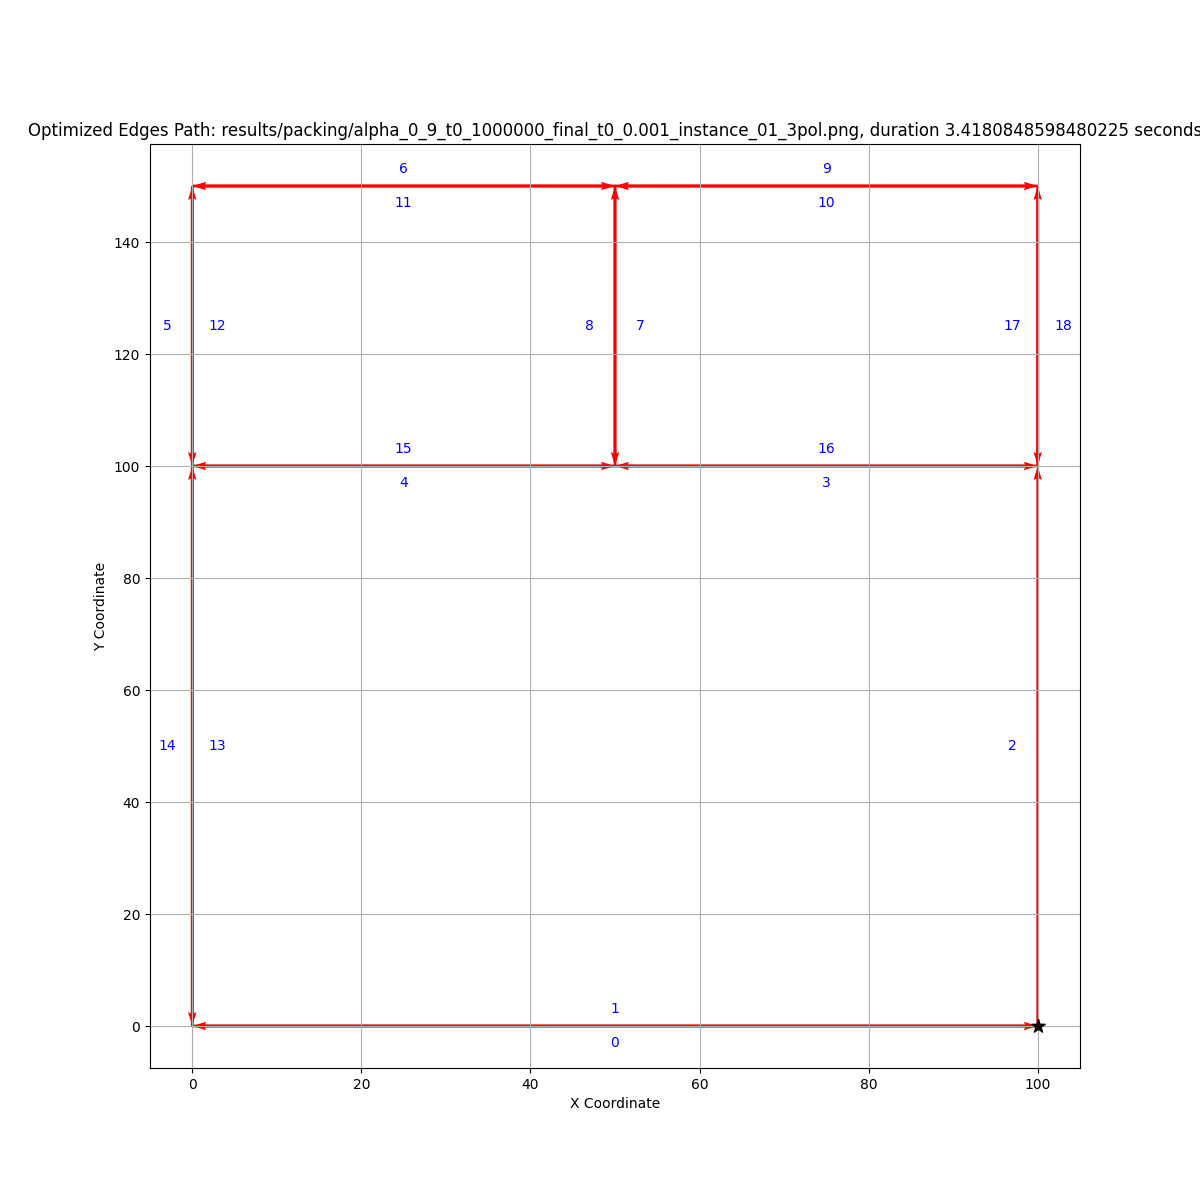 Optimized Edges Path: results/packing/alpha_0_9_t0_1000000_final_t0_0.001_instance_01_3pol.png, duration 3.4180848598480225 seconds
6 9
11 10
140
5 12 8 7 17 18
120
15 16
100
4 3
80
Y Coordinate
60
14 13 2
40
20
1
0
0
0 20 40 60 80 100
X Coordinate